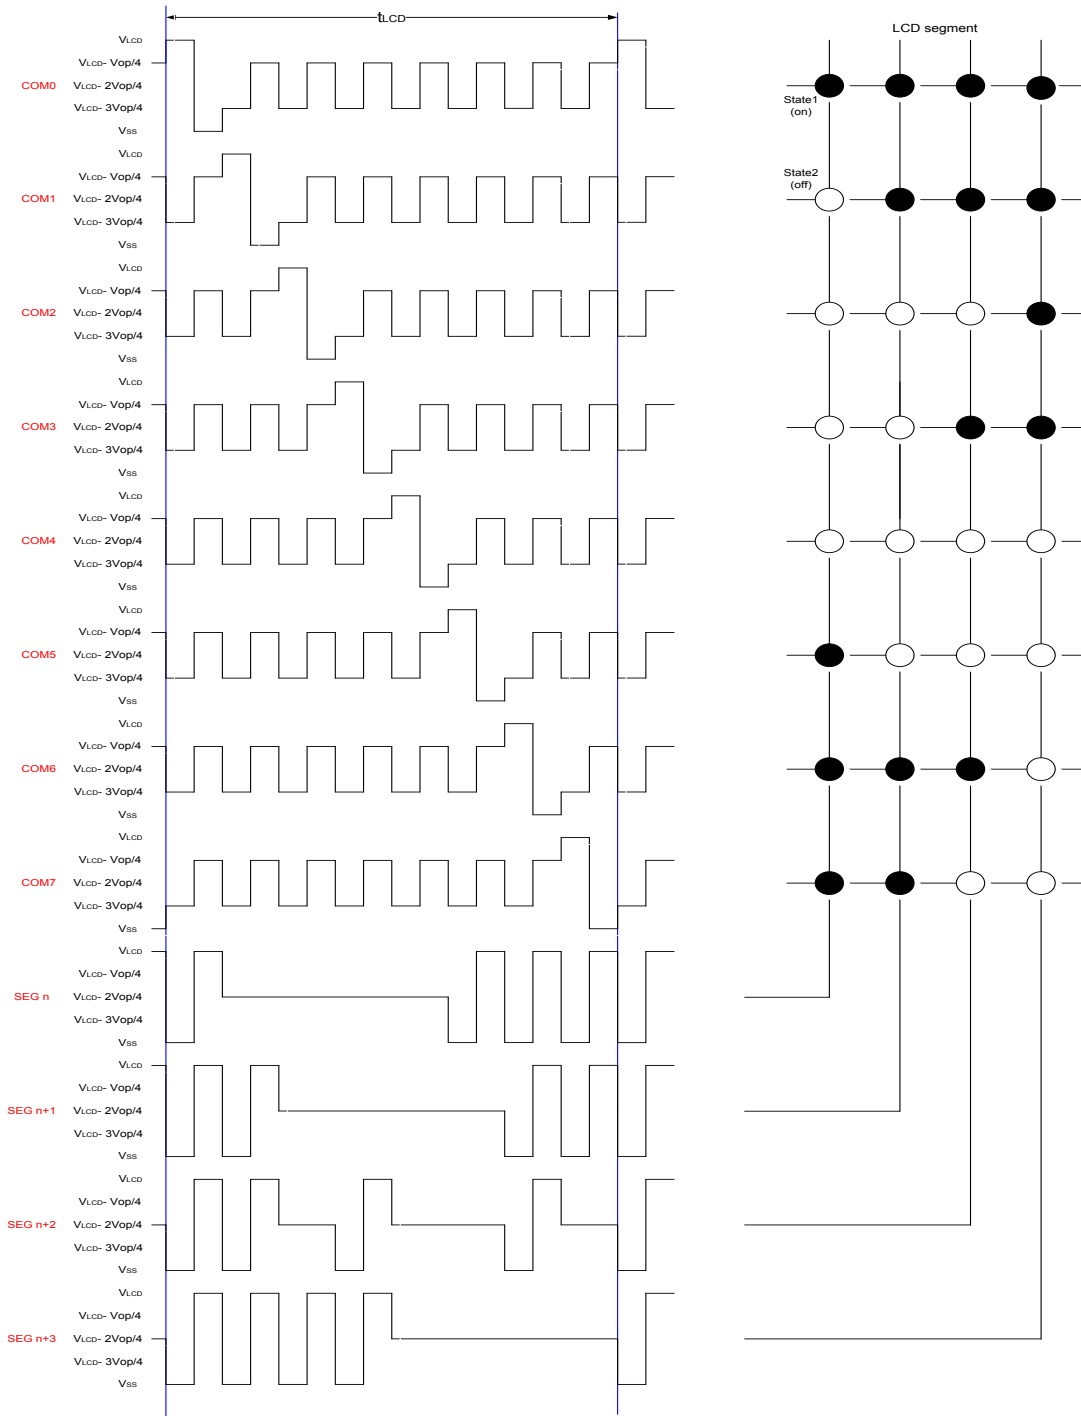 tLCD
LCD segment
VLCD
VLCD- Vop/4
COM0 VLCD- 2Vop/4
VLCD- 3Vop/4
State1
(on)
VSS
VLCD
VLCD- Vop/4
State2
(off)
COM1 VLCD- 2Vop/4
VLCD- 3Vop/4
VSS
VLCD
VLCD- Vop/4
COM2 VLCD- 2Vop/4
VLCD- 3Vop/4
VSS
VLCD
VLCD- Vop/4
COM3 VLCD- 2Vop/4
VLCD- 3Vop/4
VSS
VLCD
VLCD- Vop/4
COM4 VLCD- 2Vop/4
VLCD- 3Vop/4
VSS
VLCD
VLCD- Vop/4
COM5 VLCD- 2Vop/4
VLCD- 3Vop/4
VSS
VLCD
VLCD- Vop/4
COM6 VLCD- 2Vop/4
VLCD- 3Vop/4
VSS
VLCD
VLCD- Vop/4
COM7 VLCD- 2Vop/4
VLCD- 3Vop/4
VSS
VLCD
VLCD- Vop/4
SEG n VLCD- 2Vop/4
VLCD- 3Vop/4
VSS
VLCD
VLCD- Vop/4
SEG n+1 VLCD- 2Vop/4
VLCD- 3Vop/4
VSS
VLCD
VLCD- Vop/4
SEG n+2 VLCD- 2Vop/4
VLCD- 3Vop/4
VSS
VLCD
VLCD- Vop/4
SEG n+3 VLCD- 2Vop/4
VLCD- 3Vop/4
VSS